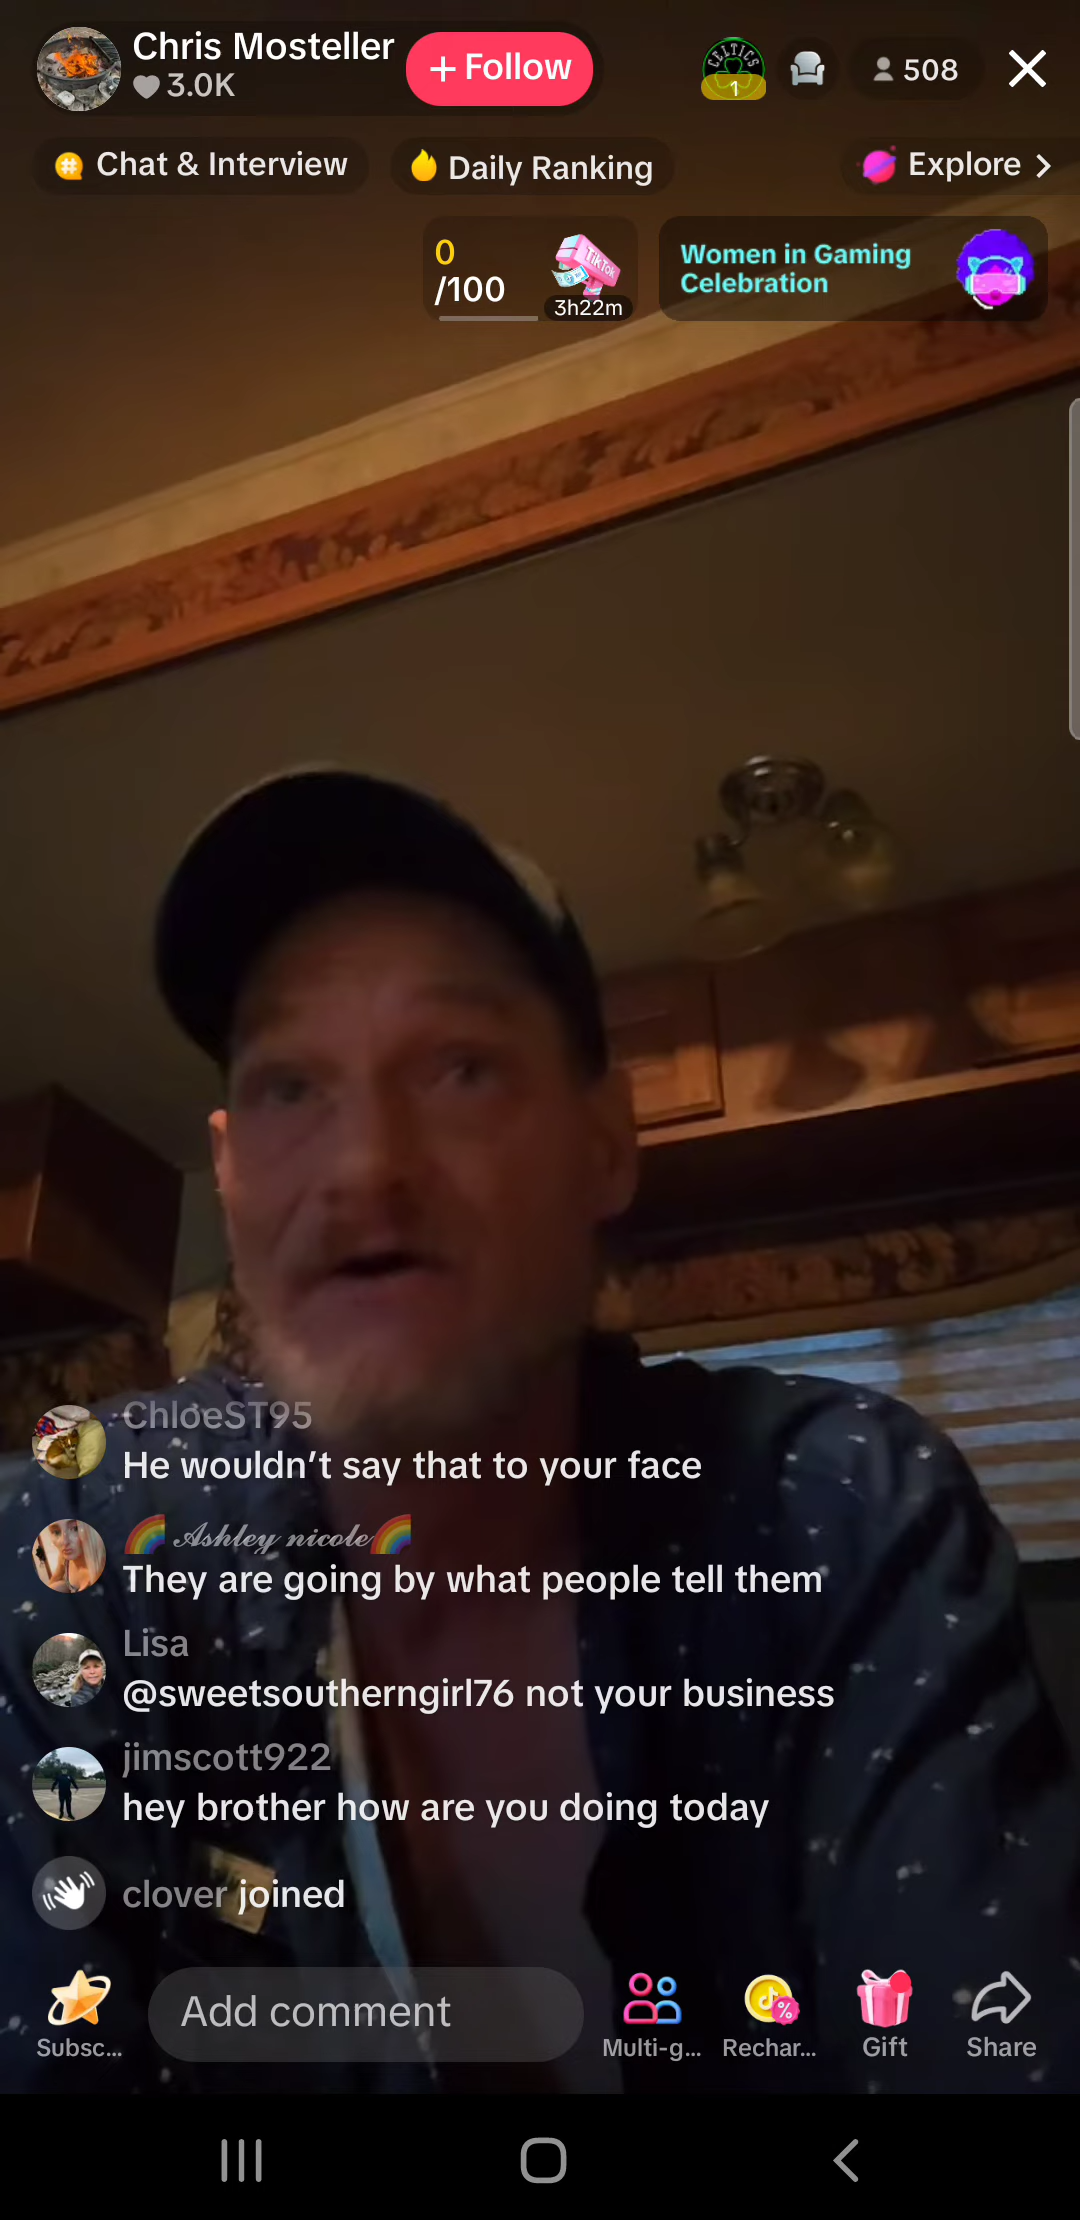 Chris Mosteller
3.0K
+ Follow
CELTICS
1
508
Chat & Interview
Daily Ranking
Explore >
0
/100
TikTok
3h22m
Women in Gaming
Celebration
ChloeST95
He wouldn't say that to your face
🌈 𝒜𝓈𝒽𝓁𝑒𝓎 𝓃𝒾𝒸𝑜𝓁𝑒🌈
They are going by what people tell them
Lisa
@sweetsoutherngirl76 not your business
jimscott922
hey brother how are you doing today
clover joined
Add comment
Subsc...
Multi-g...
Rechar...
Gift
Share